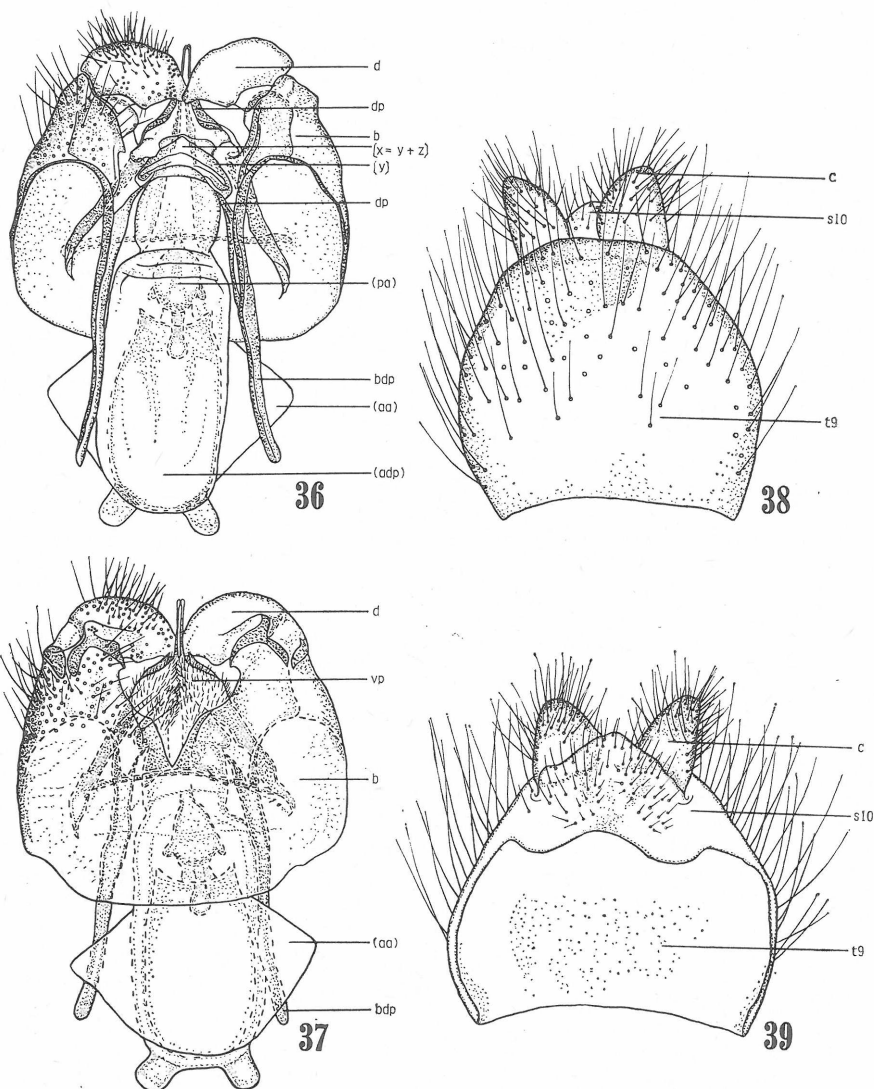 d
dp
b
(x = y + z)
(y)
dp
(pa)
bdp
(aa)
(adp)
36
c
s10
t9
38
d
vp
b
(aa)
bdp
37
c
s10
t9
39